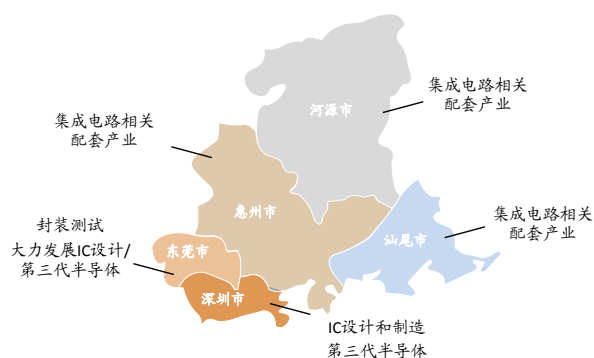 集成电路相关
配套产业
河源市
集成电路相关
配套产业
惠州市
集成电路相关
配套产业
汕尾市
封装测试
大力发展IC设计/
第三代半导体
东莞市
深圳市
IC设计和制造
第三代半导体